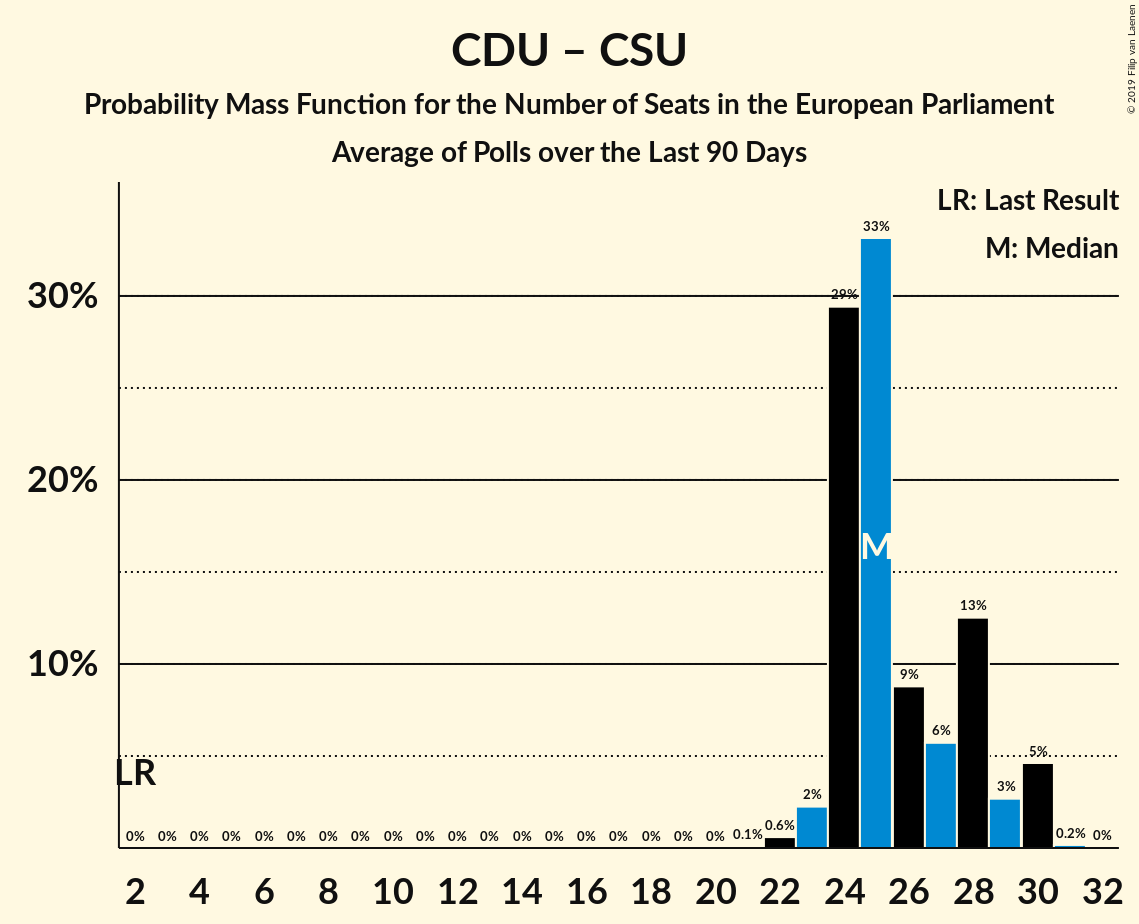 CDU – CSU
Probability Mass Function for the Number of Seats in the European Parliament
Average of Polls over the Last 90 Days
© 2019 Filip van Laenen
LR: Last Result
M: Median
30%
20%
10%
LR
M
0% 0% 0% 0% 0% 0% 0% 0% 0% 0% 0% 0% 0% 0% 0% 0% 0% 0% 0% 0.1% 0.6% 2% 29% 33% 9% 6% 13% 3% 5% 0.2% 0%
2 4 6 8 10 12 14 16 18 20 22 24 26 28 30 32